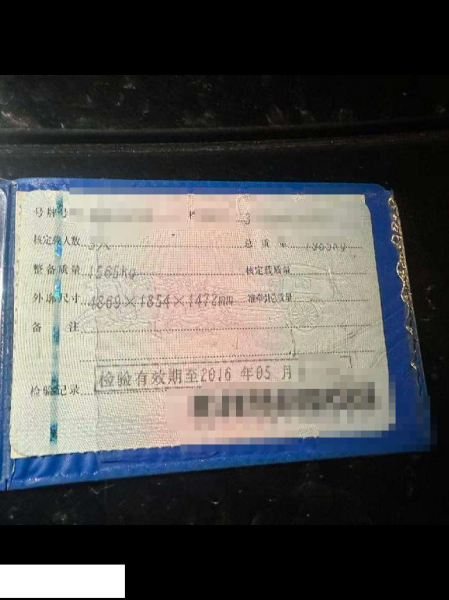 号牌号
核定载人数 总质量
整备质量 1565kg 核定载质量
外廓尺寸 4869×1854×1472 准牵引总质量
备 注
检验记录 检验有效期至2016 年05 月